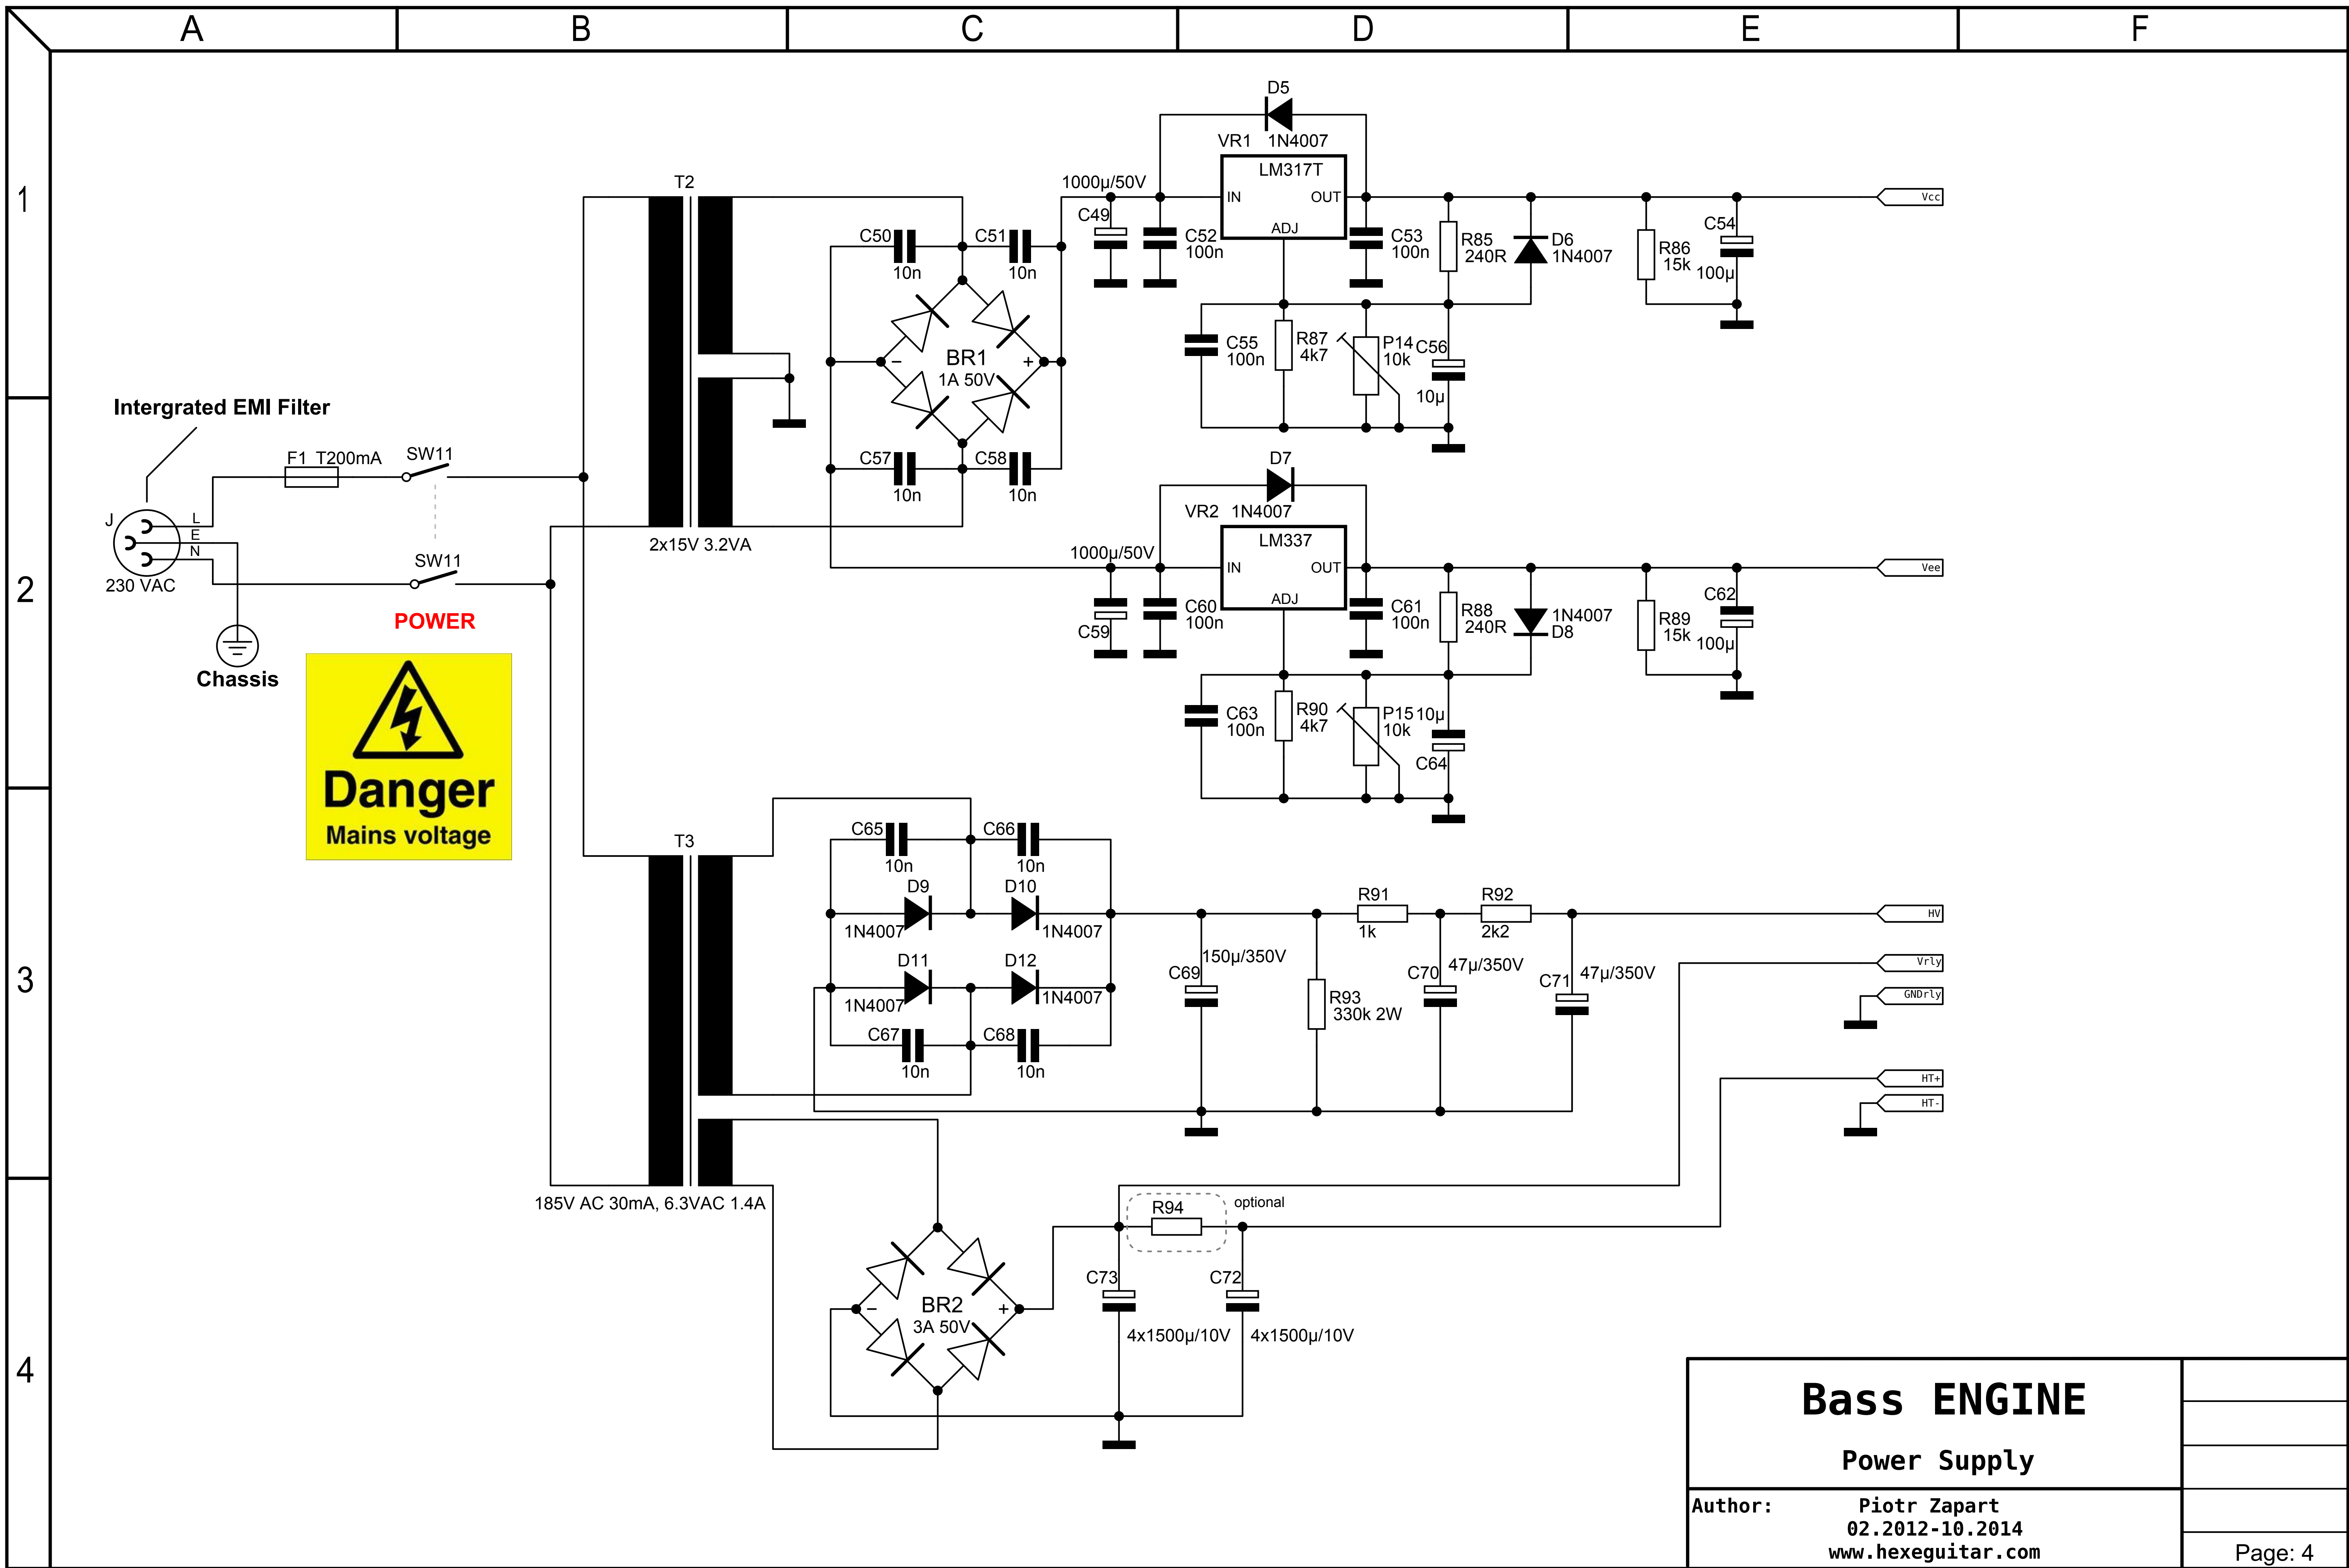 A B C D E F
1
2
3
4
Intergrated EMI Filter
J
L
E
N
230 VAC
Chassis
F1 T200mA
SW11
SW11
POWER
Danger
Mains voltage
T2
2x15V 3.2VA
C50
10n
C51
10n
BR1
1A 50V
−
+
C57
10n
C58
10n
1000µ/50V
C49
C52
100n
D5
1N4007
VR1
LM317T
IN
OUT
ADJ
C53
100n
R85
240R
D6
1N4007
R86
15k
C54
100µ
Vcc
C55
100n
R87
4k7
P14
10k
C56
10µ
1000µ/50V
C59
C60
100n
D7
1N4007
VR2
LM337
IN
OUT
ADJ
C61
100n
R88
240R
1N4007
D8
R89
15k
C62
100µ
Vee
C63
100n
R90
4k7
P15
10k
10µ
C64
T3
185V AC 30mA, 6.3VAC 1.4A
C65
10n
C66
10n
D9
1N4007
D10
1N4007
D11
1N4007
D12
1N4007
C67
10n
C68
10n
C69
150µ/350V
R93
330k 2W
R91
1k
C70
47µ/350V
R92
2k2
C71
47µ/350V
HV
Vrly
GNDrly
HT+
HT-
BR2
3A 50V
−
+
R94
optional
C73
4x1500µ/10V
C72
4x1500µ/10V
Bass ENGINE
Power Supply
Author: Piotr Zapart
02.2012-10.2014
www.hexeguitar.com
Page: 4